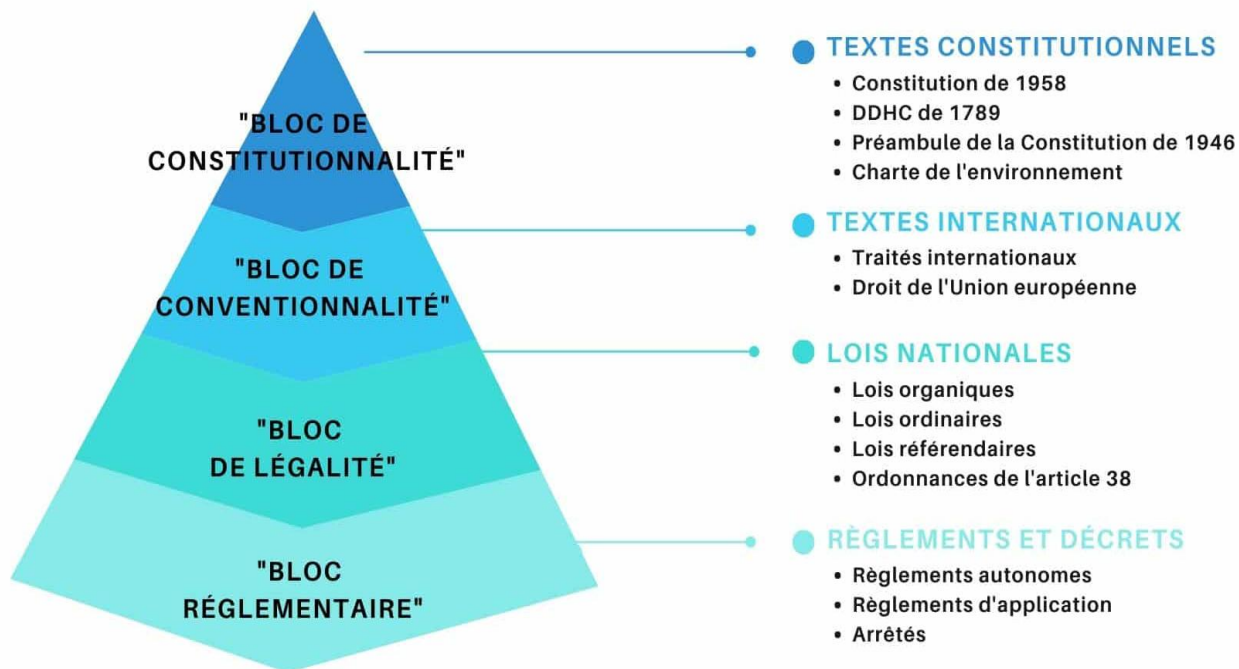 "BLOC DE
CONSTITUTIONNALITÉ"
"BLOC DE
CONVENTIONNALITÉ"
"BLOC
DE LÉGALITÉ"
"BLOC
RÉGLEMENTAIRE"
TEXTES CONSTITUTIONNELS
• Constitution de 1958
• DDHC de 1789
• Préambule de la Constitution de 1946
• Charte de l'environnement
TEXTES INTERNATIONAUX
• Traités internationaux
• Droit de l'Union européenne
LOIS NATIONALES
• Lois organiques
• Lois ordinaires
• Lois référendaires
• Ordonnances de l'article 38
RÈGLEMENTS ET DÉCRETS
• Règlements autonomes
• Règlements d'application
• Arrêtés